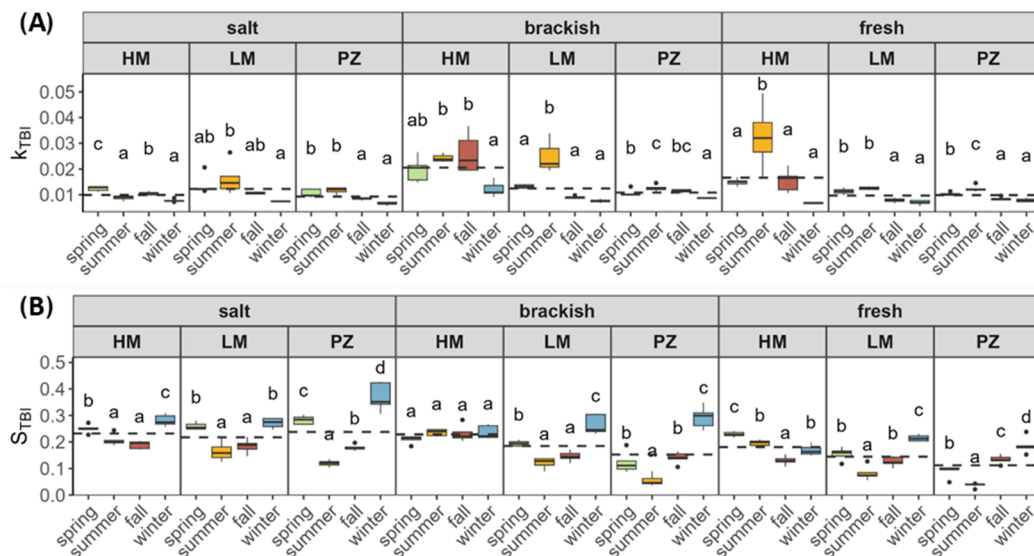 (A)
salt brackish fresh
HM LM PZ HM LM PZ HM LM PZ
k_TBI
0.05
0.04
0.03
0.02
0.01
c a b a
ab b ab a
b b a a
ab b b a
a b a a
b c bc a
a b a a
b b a a
b c a a
spring summer fall winter spring summer fall winter spring summer fall winter spring summer fall winter spring summer fall winter spring summer fall winter spring summer fall winter spring summer fall winter spring summer fall winter
(B)
salt brackish fresh
HM LM PZ HM LM PZ HM LM PZ
S_TBI
0.5
0.4
0.3
0.2
0.1
0.0
b a a c
b a a b
c a b d
a a a a
b a a c
b a b c
c b a b
b a b c
b a c d
spring summer fall winter spring summer fall winter spring summer fall winter spring summer fall winter spring summer fall winter spring summer fall winter spring summer fall winter spring summer fall winter spring summer fall winter